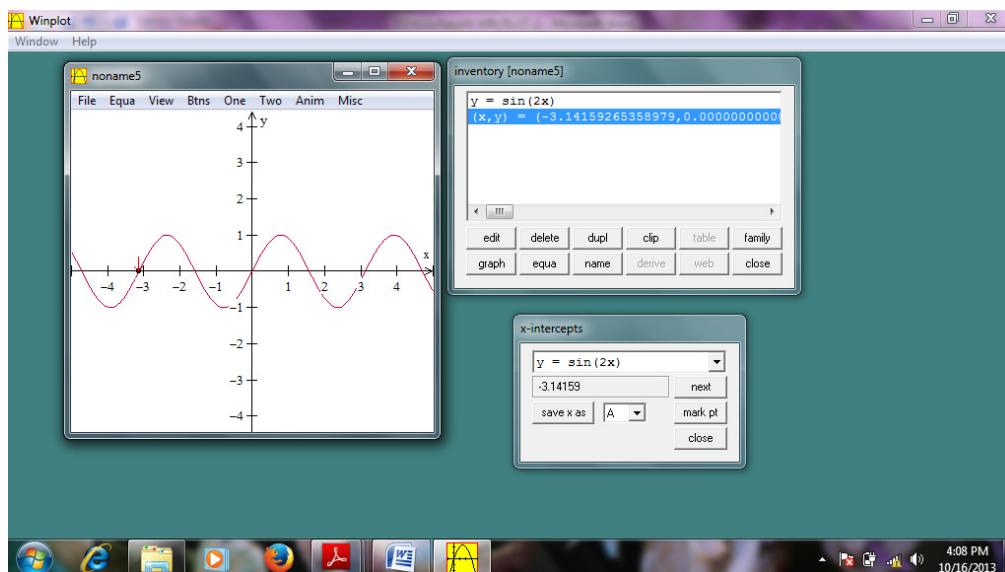 Winplot
Window Help
noname5
File Equa View Btns One Two Anim Misc
y
4
3
2
1
x
-4 -3 -2 -1 1 2 3 4
-1
-2
-3
-4
inventory [noname5]
y = sin(2x)
(x,y) = (-3.14159265358979,0.0000000000
edit delete dupl clip table family
graph equa name derive web close
x-intercepts
y = sin(2x)
-3.14159 next
save x as A mark pt
close
4:08 PM
10/16/2013